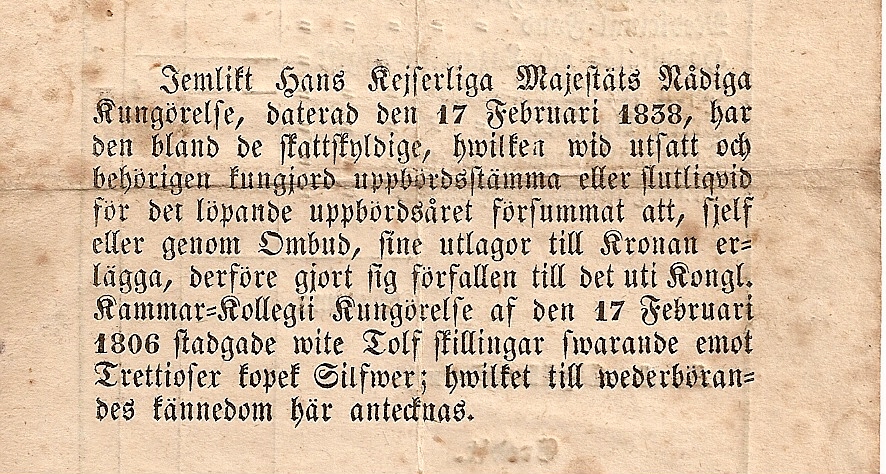 Jemlikt Hans Kejserliga Majestäts Nådiga
Kungörelse, daterad den 17 Februari 1838, har
den bland de skattskyldige, hwilken wid utsatt och
behörigen kungjord uppbördsstämma eller slutliqvid
för det löpande uppbördsåret försummat att, sjelf
eller genom Ombud, sine utlagor till Kronan er=
lägga, derföre gjort sig förfallen till det uti Kongl.
Kammar=Kollegii Kungörelse af den 17 Februari
1806 stadgade wite Tolf skillingar swarande emot
Trettiofer kopek Silfwer; hwilket till wederböran=
des kännedom här antecknas.